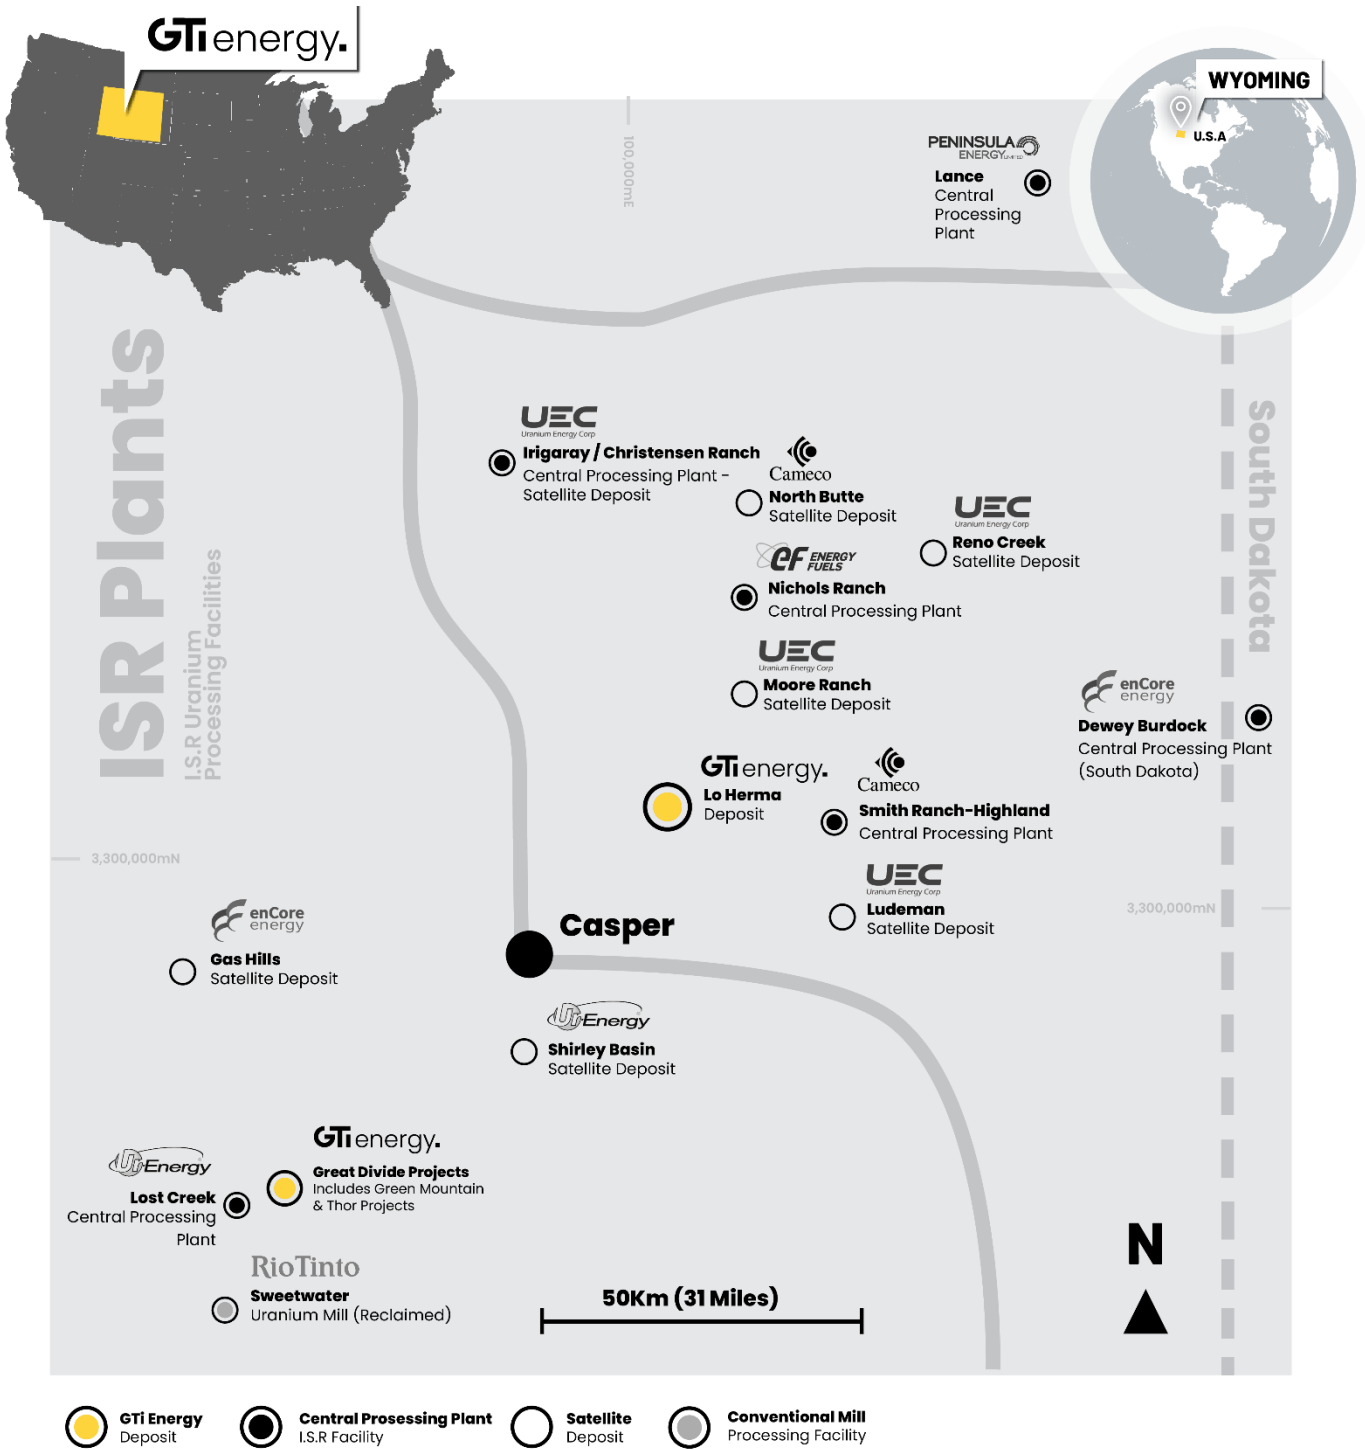 GTi energy.
WYOMING
U.S.A
100,000mE
PENINSULA
ENERGY LIMITED
Lance
Central
Processing
Plant
ISR Plants
I.S.R Uranium
Processing Facilities
South Dakota
UEC
Uranium Energy Corp
Irigaray / Christensen Ranch
Central Processing Plant -
Satellite Deposit
Cameco
North Butte
Satellite Deposit
UEC
Uranium Energy Corp
Reno Creek
Satellite Deposit
ef ENERGY
FUELS
Nichols Ranch
Central Processing Plant
UEC
Uranium Energy Corp
Moore Ranch
Satellite Deposit
enCore
energy
Dewey Burdock
Central Processing Plant
(South Dakota)
GTi energy.
Lo Herma
Deposit
Cameco
Smith Ranch-Highland
Central Processing Plant
3,300,000mN
UEC
Uranium Energy Corp
Ludeman
Satellite Deposit
3,300,000mN
enCore
energy
Gas Hills
Satellite Deposit
Casper
Ur-Energy
Shirley Basin
Satellite Deposit
GTi energy.
Great Divide Projects
Includes Green Mountain
& Thor Projects
Ur-Energy
Lost Creek
Central Processing
Plant
RioTinto
Sweetwater
Uranium Mill (Reclaimed)
50Km (31 Miles)
N
GTi Energy
Deposit
Central Prosessing Plant
I.S.R Facility
Satellite
Deposit
Conventional Mill
Processing Facility